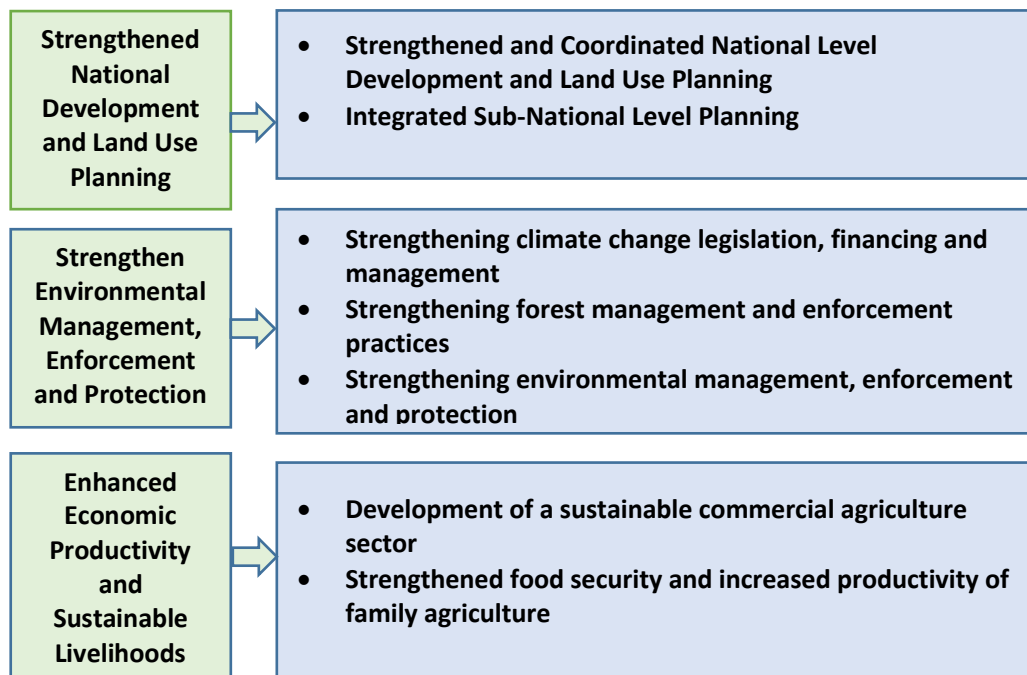 Strengthened
National
Development
and Land Use
Planning
• Strengthened and Coordinated National Level
Development and Land Use Planning
• Integrated Sub-National Level Planning
Strengthen
Environmental
Management,
Enforcement
and Protection
• Strengthening climate change legislation, financing and
management
• Strengthening forest management and enforcement
practices
• Strengthening environmental management, enforcement
and protection
Enhanced
Economic
Productivity
and
Sustainable
Livelihoods
• Development of a sustainable commercial agriculture
sector
• Strengthened food security and increased productivity of
family agriculture